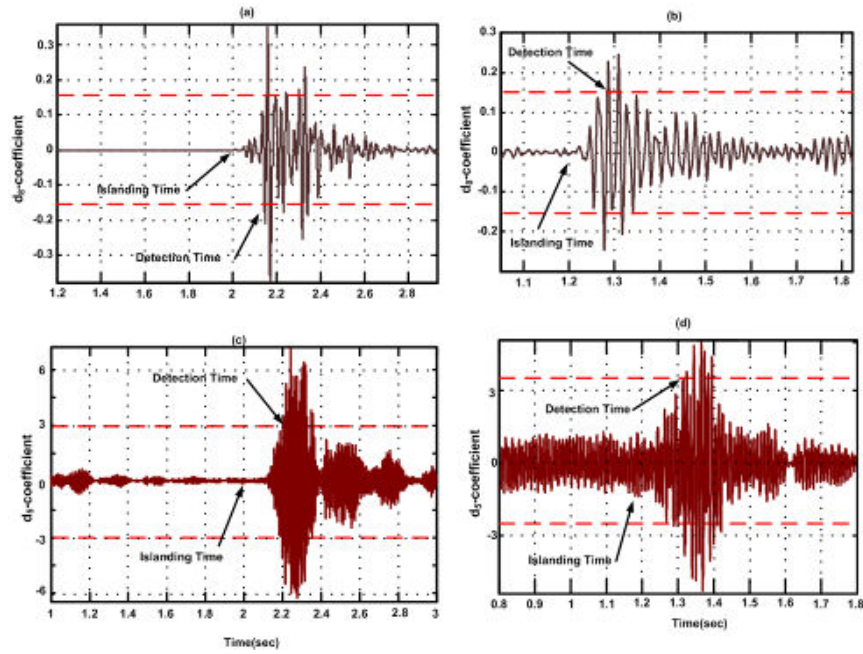 (a)
0.3
0.2
0.1
0
-0.1
-0.2
-0.3
d₅-coefficient
Islanding Time
Detection Time
1.2 1.4 1.6 1.8 2 2.2 2.4 2.6 2.8
(b)
0.3
0.2
0.1
0
-0.1
-0.2
d₅-coefficient
Detection Time
Islanding Time
1.1 1.2 1.3 1.4 1.5 1.6 1.7 1.8
(c)
6
3
0
-3
-6
d₅-coefficient
Detection Time
Islanding Time
1 1.2 1.4 1.6 1.8 2 2.2 2.4 2.6 2.8 3
Time(sec)
(d)
3
0
-3
d₅-coefficient
Detection Time
Islanding Time
0.8 0.9 1 1.1 1.2 1.3 1.4 1.5 1.6 1.7 1.8
Time(sec)